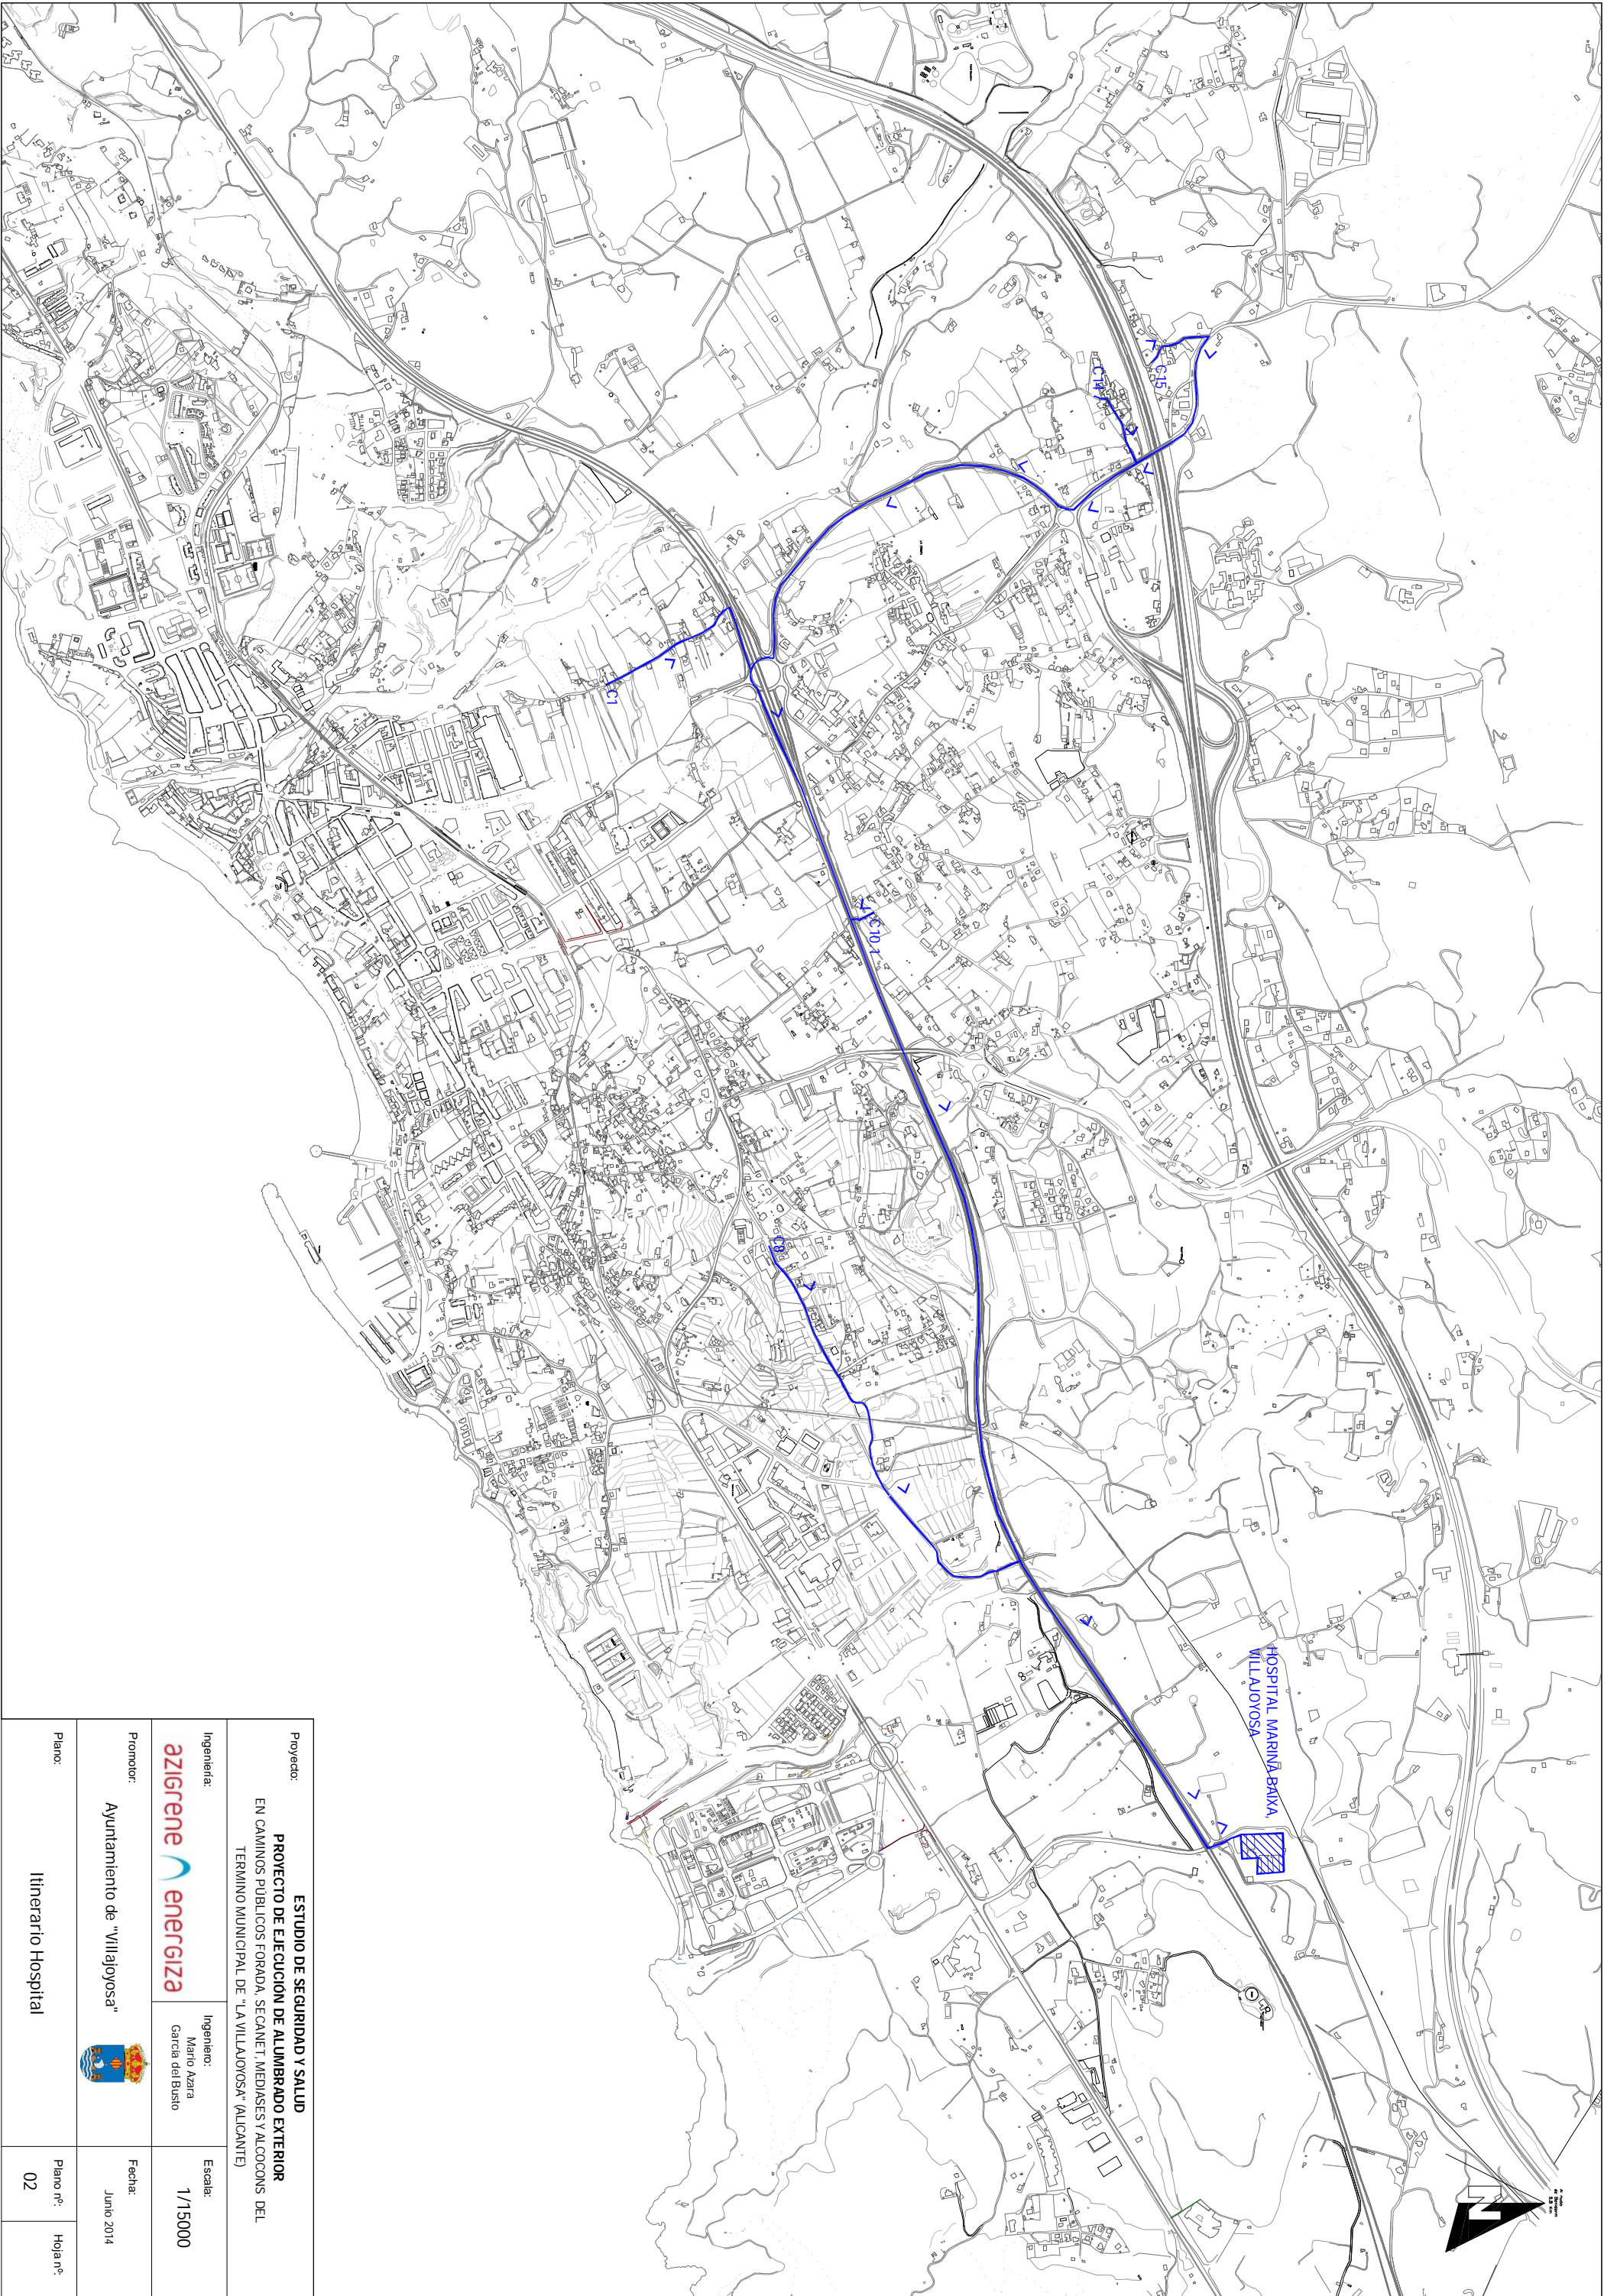 C15
C14
C1
C10.1
C8
HOSPITAL MARINA BAIXA,
VILLAJOYOSA
N
Proyecto:
ESTUDIO DE SEGURIDAD Y SALUD
PROYECTO DE EJECUCIÓN DE ALUMBRADO EXTERIOR
EN CAMINOS PÚBLICOS FORADA, SECANET, MEDIASES Y ALCOCONS DEL
TERMINO MUNICIPAL DE "LA VILLAJOYOSA" (ALICANTE)
Ingeniería:
azigrene energiza
Ingeniero:
Mario Azara
García del Busto
Escala:
1/15000
Promotor:
Ayuntamiento de "Villajoyosa"
Fecha:
Junio 2014
Plano:
Itinerario Hospital
Plano nº:
02
Hoja nº: